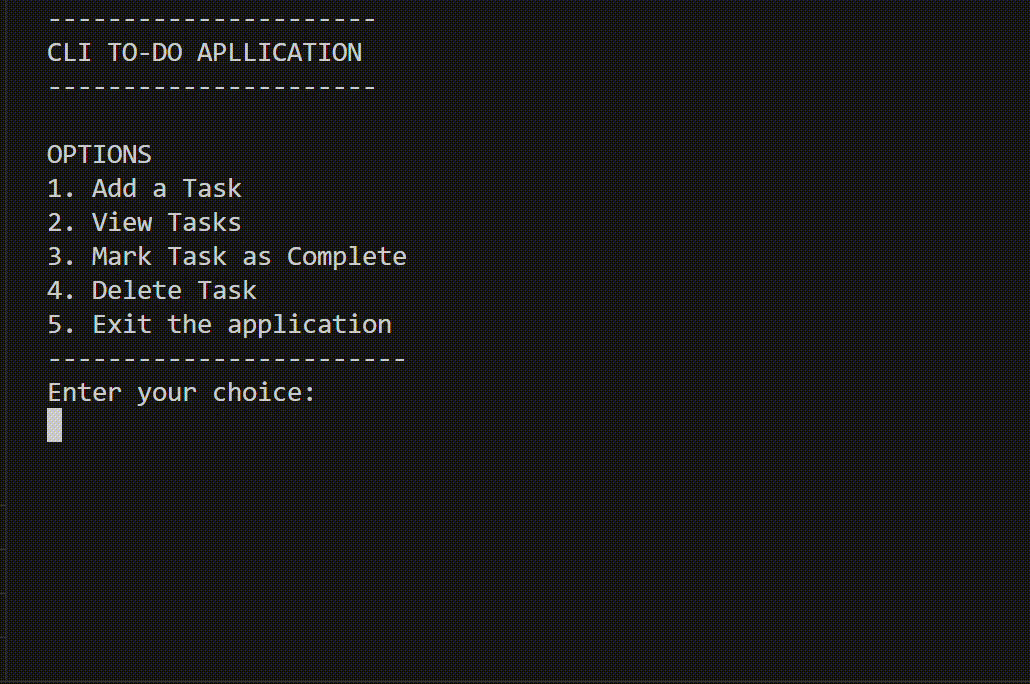 ----------------------
CLI TO-DO APLLICATION
----------------------
OPTIONS
1. Add a Task
2. View Tasks
3. Mark Task as Complete
4. Delete Task
5. Exit the application
------------------------
Enter your choice: